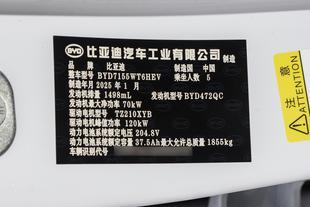 BYD 比亚迪汽车工业有限公司 制造
品牌 比亚迪 制造国 中国
整车型号 BYD7155WT6HEV 乘坐人数 5
制造年月 2025 年 1 月
发动机排量 1498mL 发动机型号 BYD472QC
发动机最大净功率 70kW
驱动电机型号 TZ210XYB
驱动电机峰值功率 120kW
动力电池系统额定电压 204.8V
动力电池系统额定容量 37.5Ah 最大允许总质量 1855kg
车辆识别代号
注意